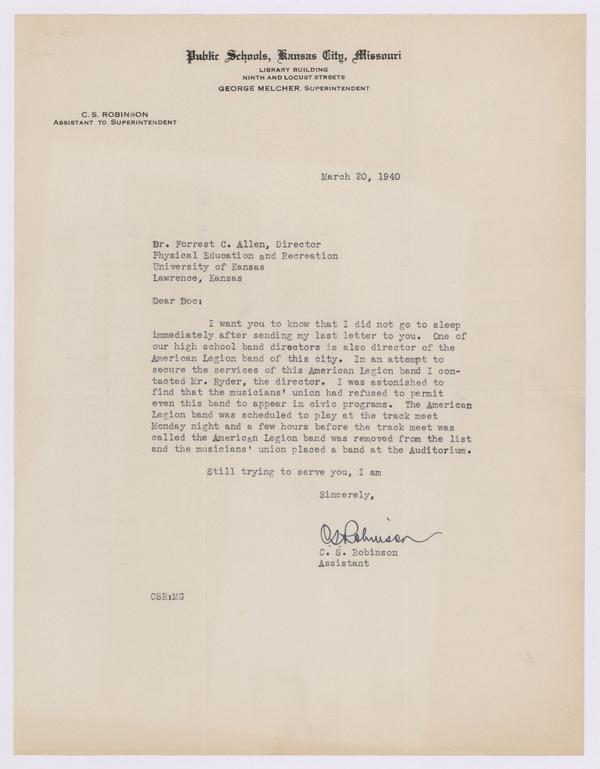 Public Schools, Kansas City, Missouri
LIBRARY BUILDING
NINTH AND LOCUST STREETS
GEORGE MELCHER, SUPERINTENDENT
C. S. ROBINSON
ASSISTANT TO SUPERINTENDENT
March 20, 1940
Dr. Forrest C. Allen, Director
Physical Education and Recreation
University of Kansas
Lawrence, Kansas
Dear Doc:
I want you to know that I did not go to sleep
immediately after sending my last letter to you. One of
our high school band directors is also director of the
American Legion band of this city. In an attempt to
secure the services of this American Legion band I con-
tacted Mr. Ryder, the director. I was astonished to
find that the musicians' union had refused to permit
even this band to appear in civic programs. The American
Legion band was scheduled to play at the track meet
Monday night and a few hours before the track meet was
called the American Legion band was removed from the list
and the musicians' union placed a band at the Auditorium.
Still trying to serve you, I am
Sincerely,
CSRobinson
C. S. Robinson
Assistant
CSR:MG